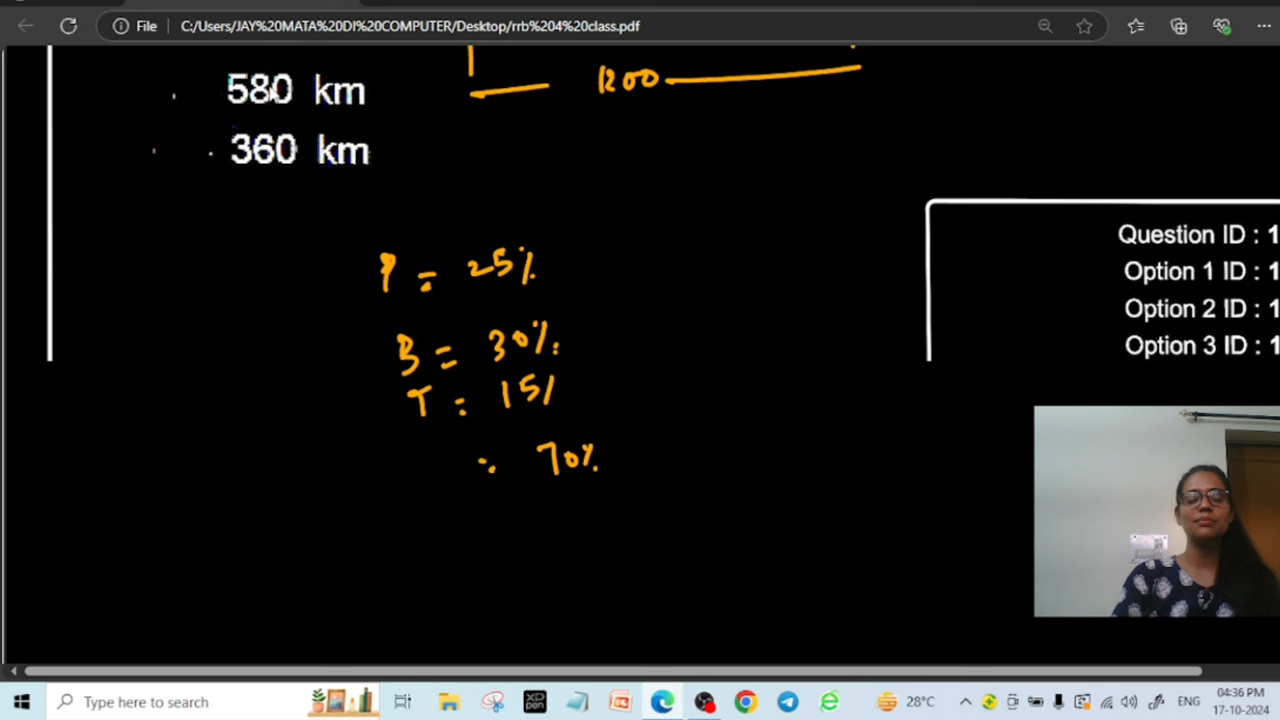 File C:/Users/JAY%20MATA%20DI%20COMPUTER/Desktop/rrb%204%20class.pdf
1200
580 km
360 km
P = 25%
B = 30%.
T = 15%
= 70%
Question ID : 1
Option 1 ID : 1
Option 2 ID : 1
Option 3 ID : 1
Type here to search
28°C
ENG
04:36 PM
17-10-2024